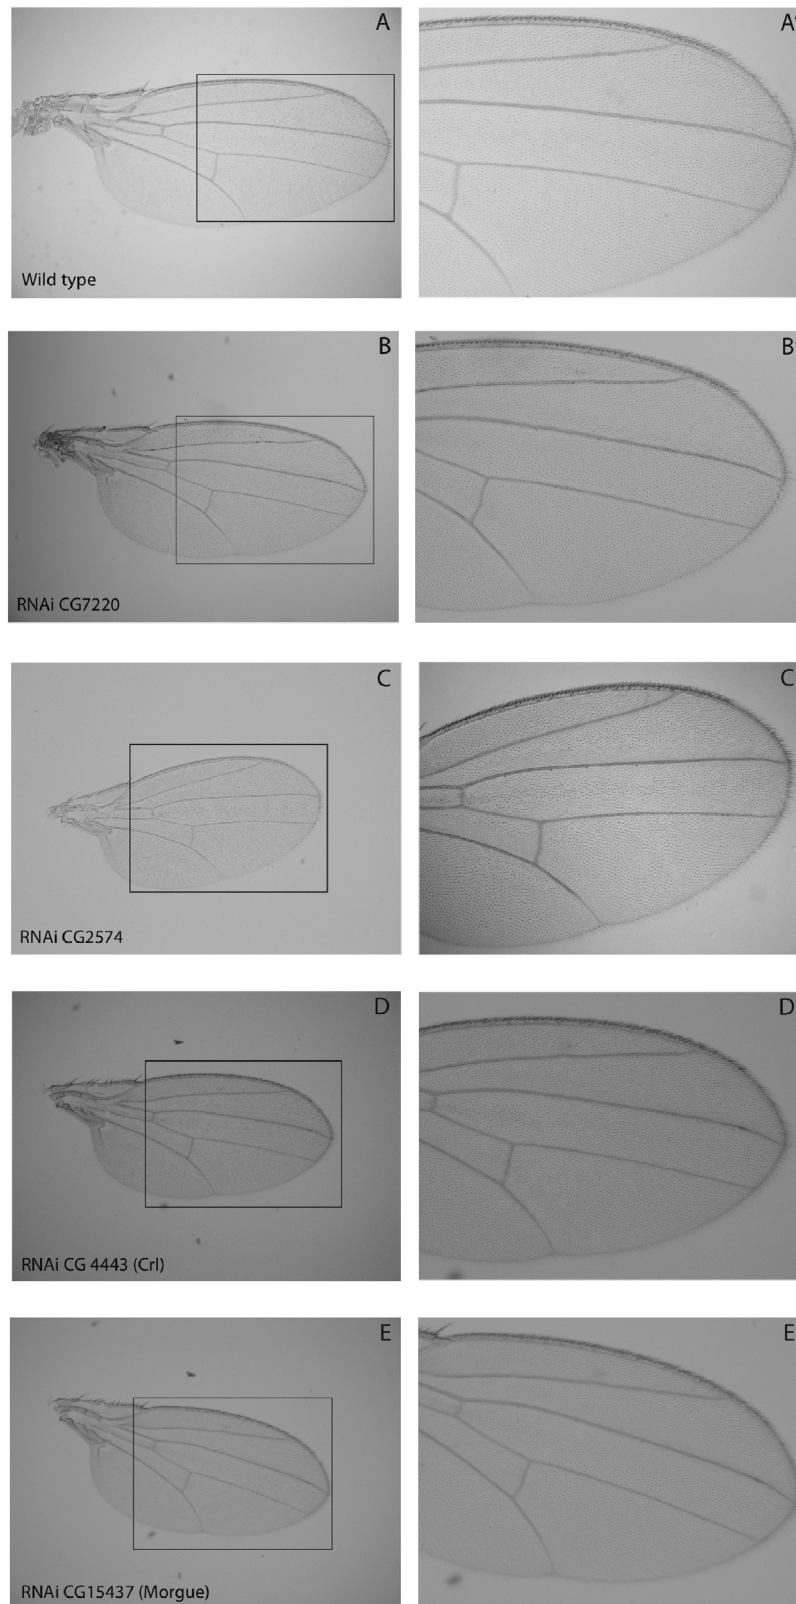 A
A'
Wild type
B
B
RNAi CG7220
C
C
RNAi CG2574
D
D
RNAi CG 4443 (Crl)
E
E
RNAi CG15437 (Morgue)